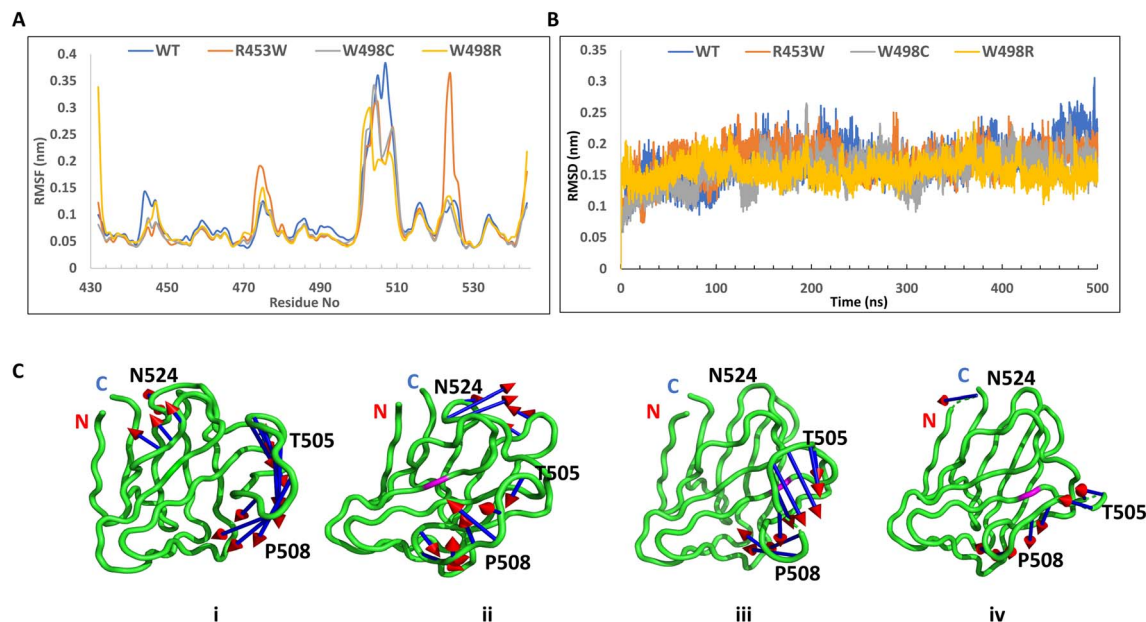 A
WT R453W W498C W498R
0.4
0.35
0.3
0.25
0.2
0.15
0.1
0.05
0
RMSF (nm)
430 450 470 490 510 530
Residue No
B
0.35
WT R453W W498C W498R
0.3
0.25
0.2
0.15
0.1
0.05
0
RMSD (nm)
0 100 200 300 400 500
Time (ns)
C
C N524
N
T505
P508
i
C N524
N
T505
P508
ii
N524
T505
P508
iii
C N524
N
T505
P508
iv